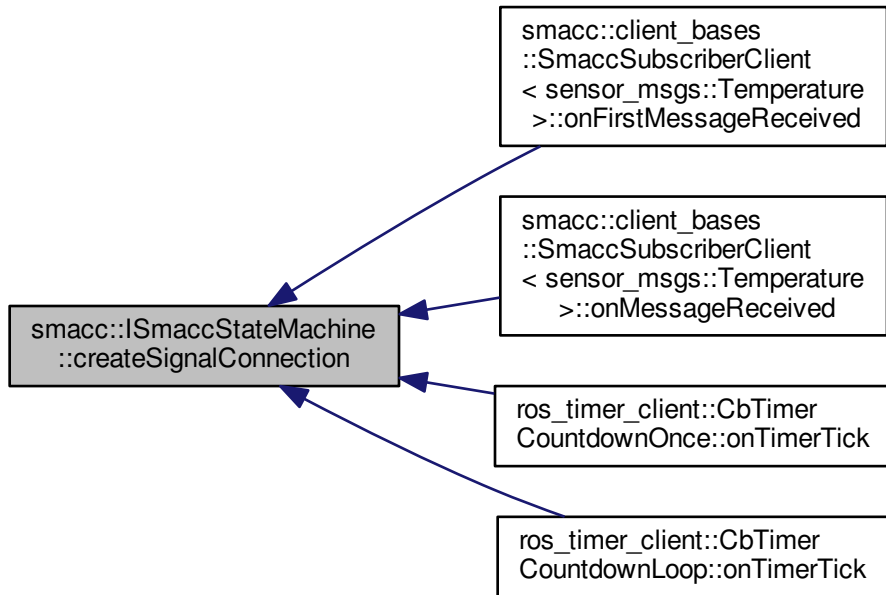 smacc::client_bases
::SmaccSubscriberClient
< sensor_msgs::Temperature
>::onFirstMessageReceived
smacc::client_bases
::SmaccSubscriberClient
< sensor_msgs::Temperature
>::onMessageReceived
smacc::ISmaccStateMachine
::createSignalConnection
ros_timer_client::CbTimer
CountdownOnce::onTimerTick
ros_timer_client::CbTimer
CountdownLoop::onTimerTick